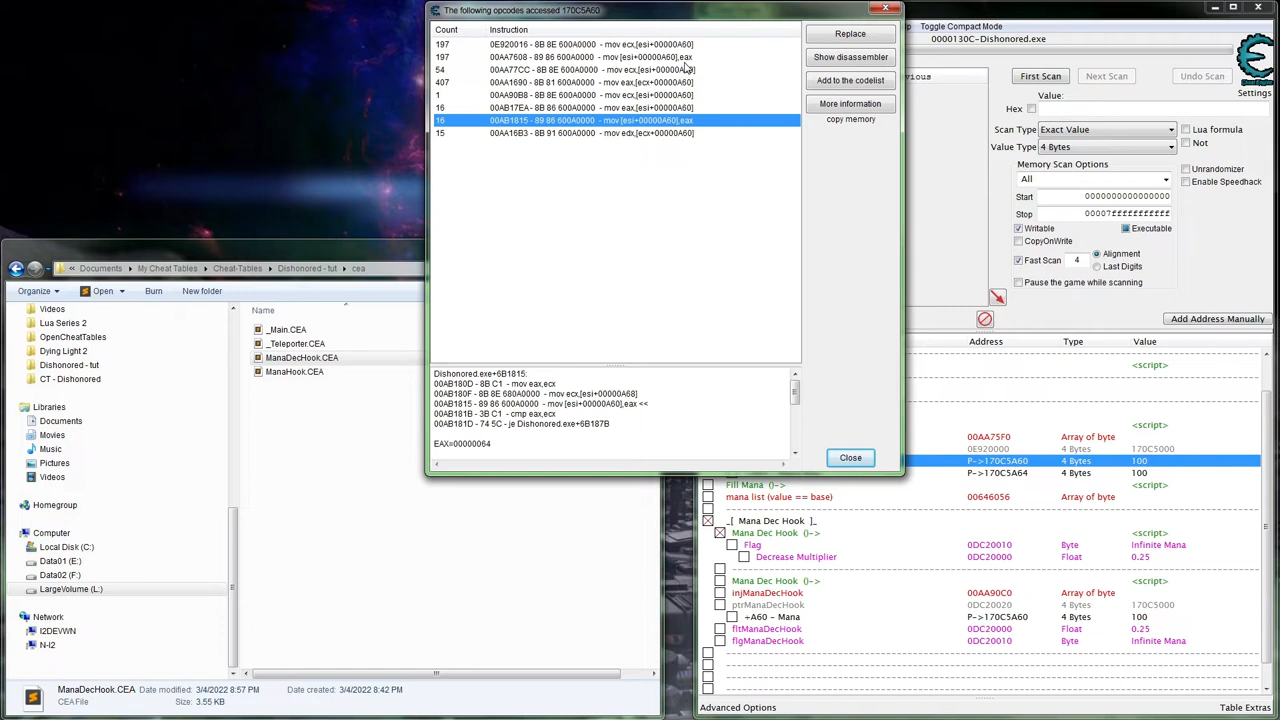 The following opcodes accessed 170C5A60
Count Instruction
197 0E920016 - 8B 8E 600A0000 - mov ecx,[esi+00000A60]
197 00AA7608 - 89 86 600A0000 - mov [esi+00000A60],eax
54 00AA77CC - 8B 8E 600A0000 - mov ecx,[esi+00000A60]
407 00AA1690 - 8B 81 600A0000 - mov eax,[ecx+00000A60]
1 00AA90B8 - 8B 8E 600A0000 - mov ecx,[esi+00000A60]
16 00AB17EA - 8B 86 600A0000 - mov eax,[esi+00000A60]
16 00AB1815 - 89 86 600A0000 - mov [esi+00000A60],eax
15 00AA16B3 - 8B 91 600A0000 - mov edx,[ecx+00000A60]
Replace
Show disassembler
Add to the codelist
More information
copy memory
Dishonored.exe+6B1815:
00AB180D - 8B C1 - mov eax,ecx
00AB180F - 8B 8E 680A0000 - mov ecx,[esi+00000A68]
00AB1815 - 89 86 600A0000 - mov [esi+00000A60],eax <<
00AB181B - 3B C1 - cmp eax,ecx
00AB181D - 74 5C - je Dishonored.exe+6B187B
EAX=00000064
Close
Toggle Compact Mode
0000130C-Dishonored.exe
First Scan
Next Scan
Undo Scan
Settings
Value:
Hex
Scan Type Exact Value
Lua formula
Not
Value Type 4 Bytes
Memory Scan Options
All
Unrandomizer
Enable Speedhack
Start 0000000000000000
Stop 00007fffffffffff
Writable Executable
CopyOnWrite
Fast Scan 4
Alignment
Last Digits
Pause the game while scanning
Add Address Manually
Address Type Value
<script>
<script>
00AA75F0 Array of byte
0E920000 4 Bytes 170C5000
P->170C5A60 4 Bytes 100
P->170C5A64 4 Bytes 100
Fill Mana ()-> <script>
mana list (value == base) 00646056 Array of byte
_[ Mana Dec Hook ]_
Mana Dec Hook ()-> <script>
Flag 0DC20010 Byte Infinite Mana
Decrease Multiplier 0DC20000 Float 0.25
Mana Dec Hook ()-> <script>
injManaDecHook 00AA90C0 Array of byte
ptrManaDecHook 0DC20020 4 Bytes 170C5000
+A60 - Mana P->170C5A60 4 Bytes 100
fltManaDecHook 0DC20000 Float 0.25
flgManaDecHook 0DC20010 Byte Infinite Mana
Advanced Options
Table Extras
« Documents My Cheat Tables Cheat-Tables Dishonored - tut cea
Organize Open Burn New folder
Videos
Lua Series 2
OpenCheatTables
Dying Light 2
Dishonored - tut
CT - Dishonored
Libraries
Documents
Movies
Music
Pictures
Videos
Homegroup
Computer
Local Disk (C:)
Data01 (E:)
Data02 (F:)
LargeVolume (L:)
Network
I2DEVWN
N-I2
Name
_Main.CEA
_Teleporter.CEA
ManaDecHook.CEA
ManaHook.CEA
ManaDecHook.CEA Date modified: 3/4/2022 8:57 PM Date created: 3/4/2022 8:42 PM
CEA File Size: 3.55 KB